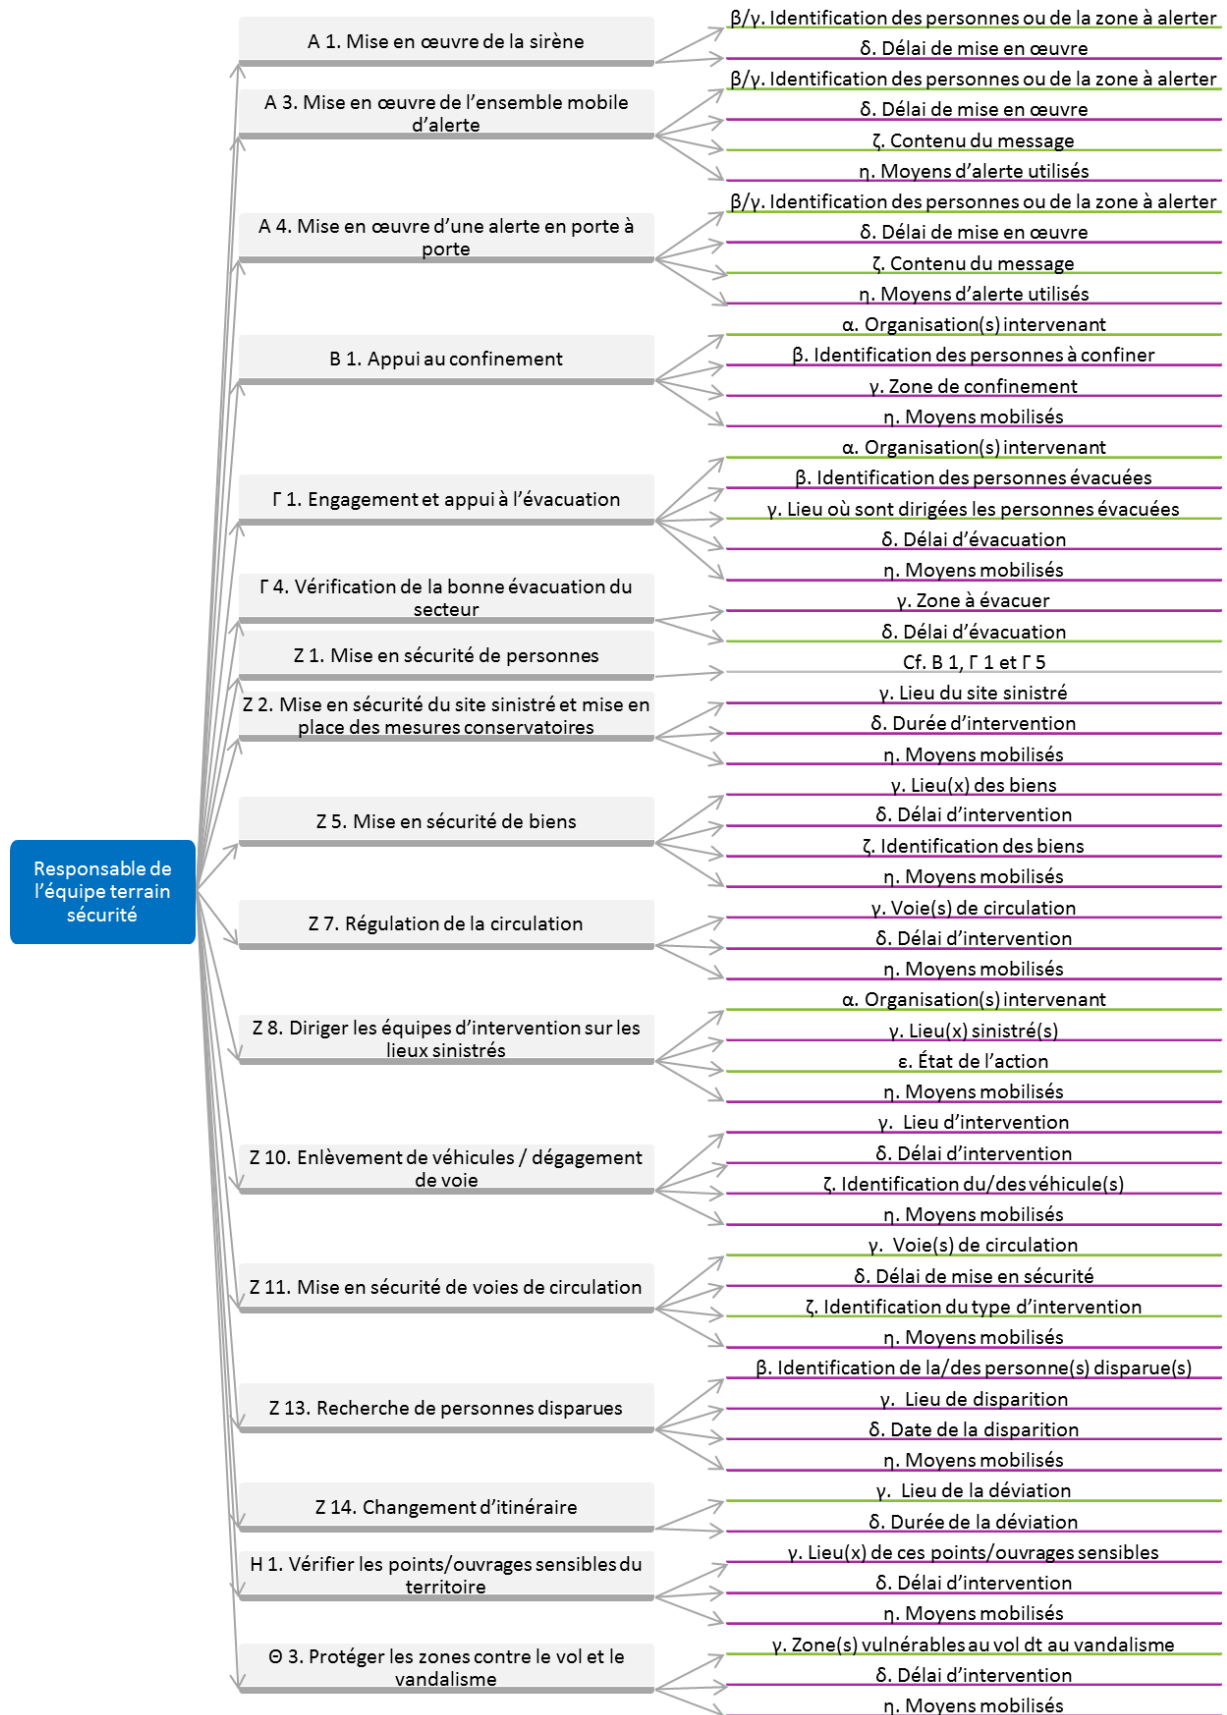 Responsable de
l’équipe terrain
sécurité
A 1. Mise en œuvre de la sirène
β/γ. Identification des personnes ou de la zone à alerter
δ. Délai de mise en œuvre
A 3. Mise en œuvre de l’ensemble mobile
d’alerte
β/γ. Identification des personnes ou de la zone à alerter
δ. Délai de mise en œuvre
ζ. Contenu du message
η. Moyens d’alerte utilisés
A 4. Mise en œuvre d’une alerte en porte à
porte
β/γ. Identification des personnes ou de la zone à alerter
δ. Délai de mise en œuvre
ζ. Contenu du message
η. Moyens d’alerte utilisés
B 1. Appui au confinement
α. Organisation(s) intervenant
β. Identification des personnes à confiner
γ. Zone de confinement
η. Moyens mobilisés
Γ 1. Engagement et appui à l’évacuation
α. Organisation(s) intervenant
β. Identification des personnes évacuées
γ. Lieu où sont dirigées les personnes évacuées
δ. Délai d’évacuation
η. Moyens mobilisés
Γ 4. Vérification de la bonne évacuation du
secteur
γ. Zone à évacuer
δ. Délai d’évacuation
Z 1. Mise en sécurité de personnes
Cf. B 1, Γ 1 et Γ 5
Z 2. Mise en sécurité du site sinistré et mise en
place des mesures conservatoires
γ. Lieu du site sinistré
δ. Durée d’intervention
η. Moyens mobilisés
Z 5. Mise en sécurité de biens
γ. Lieu(x) des biens
δ. Délai d’intervention
ζ. Identification des biens
η. Moyens mobilisés
Z 7. Régulation de la circulation
γ. Voie(s) de circulation
δ. Délai d’intervention
η. Moyens mobilisés
Z 8. Diriger les équipes d’intervention sur les
lieux sinistrés
α. Organisation(s) intervenant
γ. Lieu(x) sinistré(s)
ε. État de l’action
η. Moyens mobilisés
Z 10. Enlèvement de véhicules / dégagement
de voie
γ. Lieu d’intervention
δ. Délai d’intervention
ζ. Identification du/des véhicule(s)
η. Moyens mobilisés
Z 11. Mise en sécurité de voies de circulation
γ. Voie(s) de circulation
δ. Délai de mise en sécurité
ζ. Identification du type d’intervention
η. Moyens mobilisés
Z 13. Recherche de personnes disparues
β. Identification de la/des personne(s) disparue(s)
γ. Lieu de disparition
δ. Date de la disparition
η. Moyens mobilisés
Z 14. Changement d’itinéraire
γ. Lieu de la déviation
δ. Durée de la déviation
H 1. Vérifier les points/ouvrages sensibles du
territoire
γ. Lieu(x) de ces points/ouvrages sensibles
δ. Délai d’intervention
η. Moyens mobilisés
Θ 3. Protéger les zones contre le vol et le
vandalisme
γ. Zone(s) vulnérables au vol dt au vandalisme
δ. Délai d’intervention
η. Moyens mobilisés